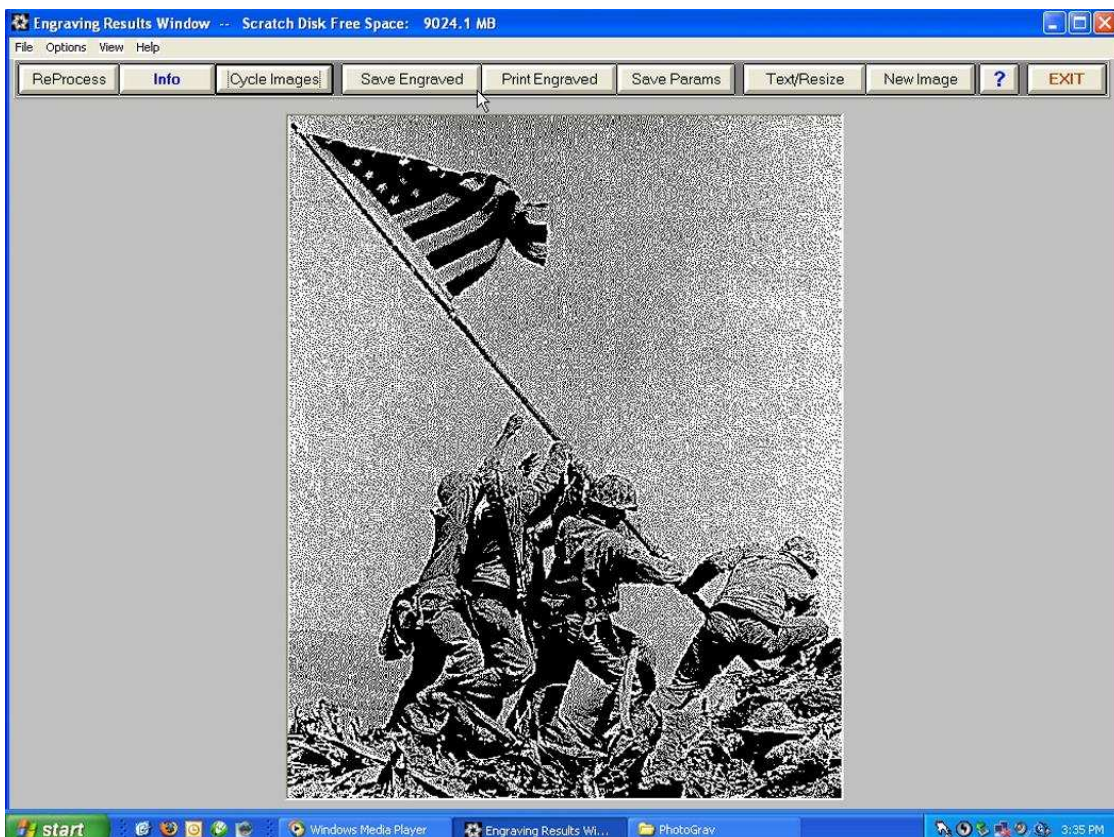 Engraving Results Window -- Scratch Disk Free Space: 9024.1 MB
File Options View Help
ReProcess Info Cycle Images Save Engraved Print Engraved Save Params Text/Resize New Image ? EXIT
start Windows Media Player Engraving Results Wi... PhotoGrav 3:35 PM